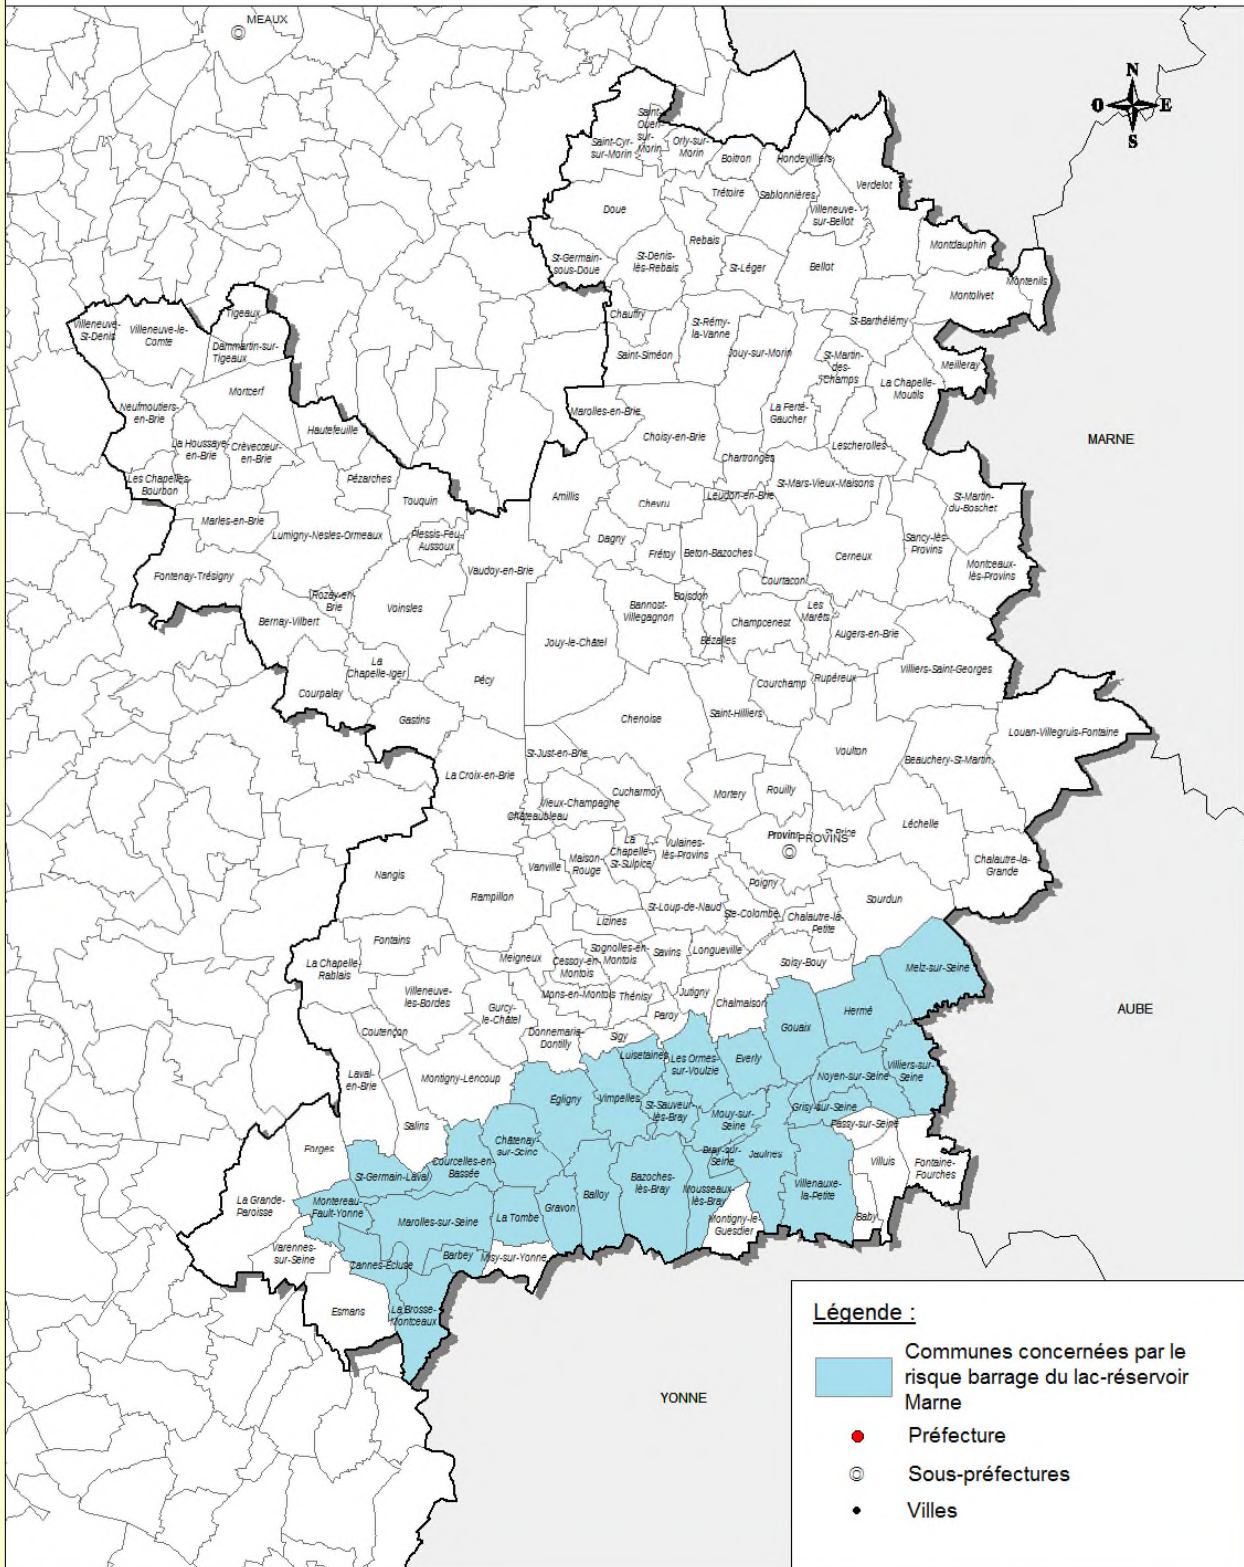 MEAUX
N
O
E
S
Saint-
Ouen-
sur-
Morin
Saint-Cyr-
sur-Morin
Orly-sur-
Morin
Boitron
Hondevilliers
Verdelot
Trétoire
Sablonnières
Villeneuve-
sur-Bellot
Doue
Rebais
Montdauphin
St-Germain-
sous-Doue
St-Denis-
lès-Rebais
St-Léger
Bellot
Montenils
Montolivet
Tigeaux
Chauffry
St-Rémy-
la-Vanne
St-Barthélémy
Villeneuve-
St-Denis
Villeneuve-le-
Comte
Dammartin-sur-
Tigeaux
Saint-Siméon
Jouy-sur-Morin
St-Martin-
des-
Champs
Meilleray
La Chapelle-
Moutils
Mortcerf
Neufmoutiers-
en-Brie
Marolles-en-Brie
La Ferté-
Gaucher
Hautefeuille
Choisy-en-Brie
La Houssaye-
en-Brie
Crèvecœur-
en-Brie
Lescherolles
MARNE
Chartronges
Les Chapelles-
Bourbon
Pézarches
St-Mars-Vieux-Maisons
Touquin
Amillis
Chevru
Leudon-en-Brie
St-Martin-
du-Boschet
Marles-en-Brie
Lumigny-Nesles-Ormeaux
Plessis-Feu-
Aussoux
Dagny
Frétoy
Beton-Bazoches
Cerneux
Sancy-lès-
Provins
Montceaux-
lès-Provins
Fontenay-Trésigny
Vaudoy-en-Brie
Courtacon
Rozay-en-
Brie
Voinsles
Boisdon
Bannost-
Villegagnon
Les
Marêts
Bernay-Vilbert
Champcenest
Augers-en-Brie
Jouy-le-Châtel
Bézalles
La
Chapelle-Iger
Villiers-Saint-Georges
Pécy
Courchamp
Rupéreux
Courpalay
Gastins
Chenoise
Saint-Hilliers
Louan-Villegruis-Fontaine
St-Just-en-Brie
Voulton
Beauchery-St-Martin
La Croix-en-Brie
Cucharmoy
Mortery
Rouilly
Vieux-Champagne
Châteaubleau
Léchelle
Provins
PROVINS
St-Brice
La
Chapelle-
St-Sulpice
Vulaines-
lès-Provins
Vanville
Maison-
Rouge
Chalautre-la-
Grande
Nangis
Rampillon
Poigny
Sourdun
St-Loup-de-Naud
Ste-Colombe
Chalautre-la-
Petite
Lizines
Fontains
Sognolles-en-
Montois
Savins
Longueville
La Chapelle-
Rablais
Meigneux
Cessoy-en-
Montois
Soisy-Bouy
Melz-sur-Seine
Villeneuve-
les-Bordes
Mons-en-Montois
Thénisy
Jutigny
Chalmaison
Gurcy-
le-Châtel
Paroy
Hermé
AUBE
Coutençon
Donnemarie-
Dontilly
Sigy
Gouaix
Luisetaines
Les Ormes-
sur-Voulzie
Everly
Laval-
en-Brie
Montigny-Lencoup
Noyen-sur-Seine
Villiers-sur-
Seine
Égligny
Vimpelles
St-Sauveur-
lès-Bray
Mouy-sur-
Seine
Grisy-sur-Seine
Passy-sur-Seine
Salins
Châtenay-
sur-Seine
Forges
Bray-sur-
Seine
Jaulnes
Villuis
Fontaine-
Fourches
St-Germain-Laval
Courcelles-en-
Bassée
Bazoches-
lès-Bray
Villenauxe-
la-Petite
La Grande-
Paroisse
Montereau-
Fault-Yonne
Balloy
Mousseaux-
lès-Bray
Gravon
Marolles-sur-Seine
La Tombe
Montigny-le-
Guesdier
Baby
Varennes-
sur-Seine
Cannes-Écluse
Barbey
Misy-sur-Yonne
Esmans
La Brosse-
Montceaux
YONNE
Légende :
Communes concernées par le
risque barrage du lac-réservoir
Marne
Préfecture
Sous-préfectures
Villes